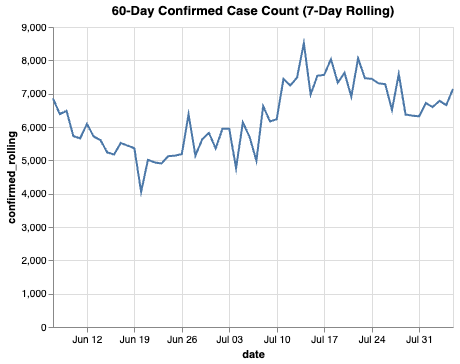 60-Day Confirmed Case Count (7-Day Rolling)
9,000
8,000
7,000
6,000
5,000
4,000
3,000
2,000
1,000
0
confirmed_rolling
Jun 12 Jun 19 Jun 26 Jul 03 Jul 10 Jul 17 Jul 24 Jul 31
date